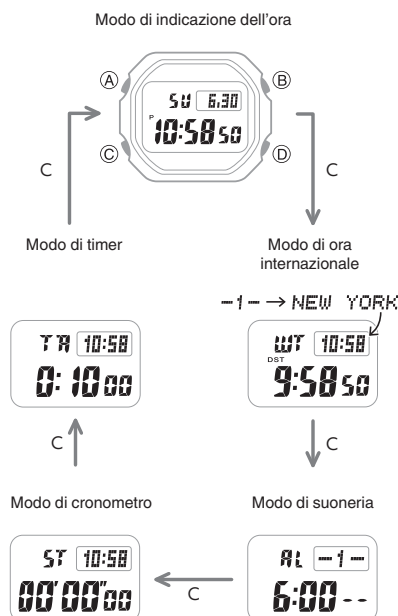 Modo di indicazione dell'ora
A
B
SU 6.30
P
10:58 50
C
D
C
C
Modo di timer
Modo di ora
internazionale
-1- → NEW YORK
TR 10:58
0:10 00
WT 10:58
DST
9:58 50
C
C
Modo di cronometro
Modo di suoneria
ST 10:58
00'00"00
C
AL -1-
6:00 --